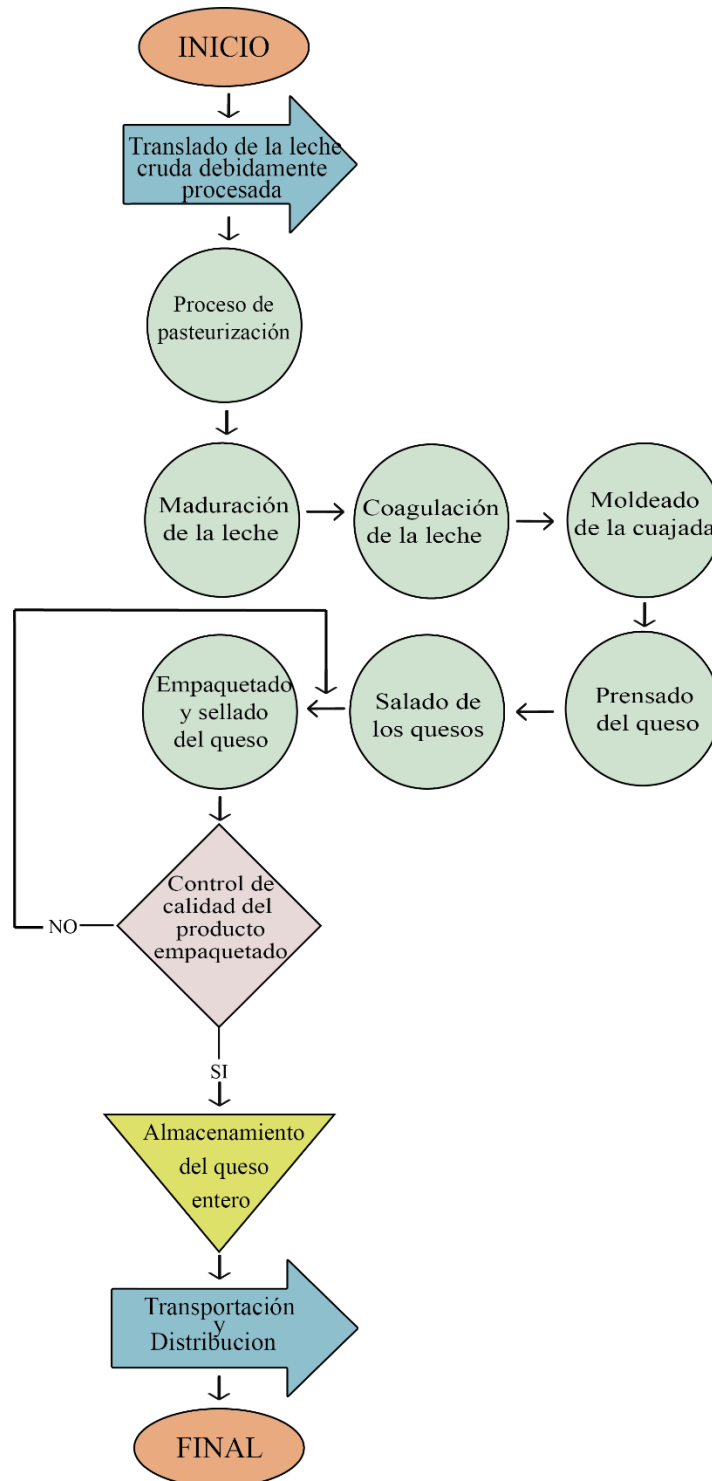 INICIO
Translado de la leche
cruda debidamente
procesada
Proceso de
pasteurización
Maduración
de la leche
Coagulación
de la leche
Moldeado
de la cuajada
Prensado
del queso
Salado de
los quesos
Empaquetado
y sellado
del queso
Control de
calidad del
producto
empaquetado
NO
SI
Almacenamiento
del queso
entero
Transportación
y
Distribucion
FINAL